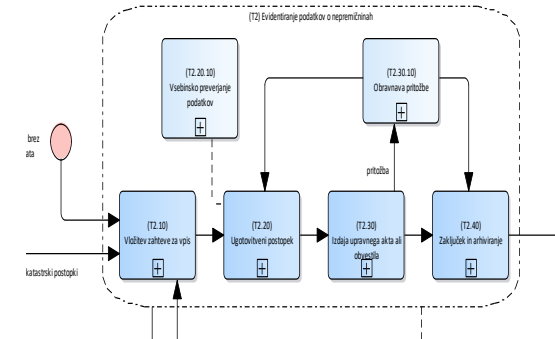 (T2) Evidentiranje podatkov o nepremičninah
(T2.20.10)
Vsebinsko preverjanje
podatkov
(T2.30.10)
Obravnava pritožbe
brez
ata
pritožba
(T2.10)
Vložitev zahteve za vpis
(T2.20)
Ugotovitveni postopek
(T2.30)
Izdaja upravnega akta ali
obvestila
(T2.40)
Zaključek in arhiviranje
katastrski postopki